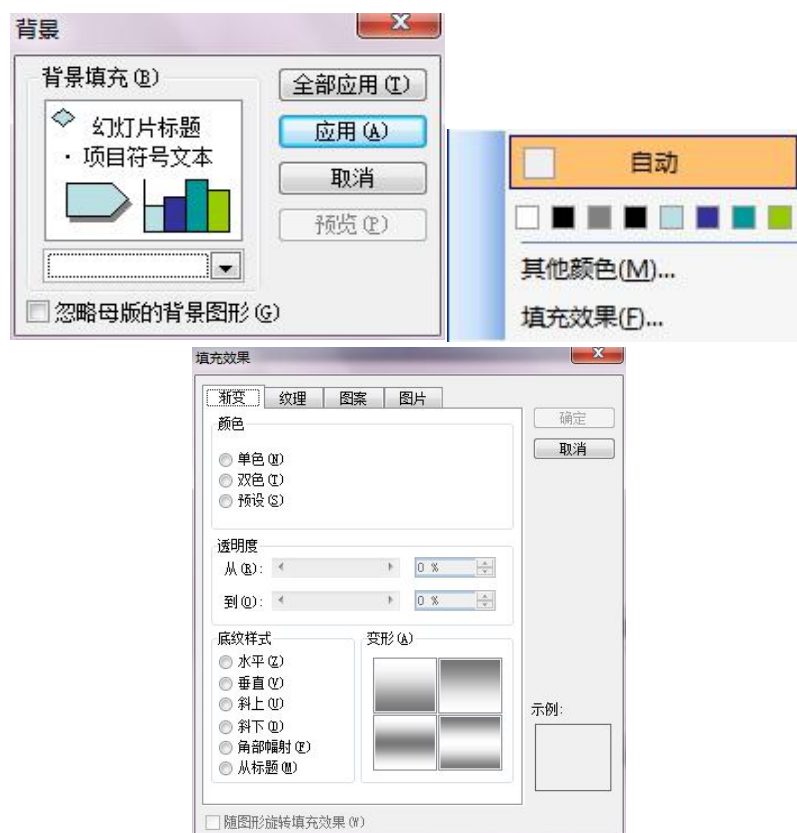 背景
背景填充(B)
幻灯片标题
· 项目符号文本
忽略母版的背景图形(G)
全部应用(T)
应用(A)
取消
预览(P)
自动
其他颜色(M)...
填充效果(F)...
填充效果
渐变 纹理 图案 图片
颜色
单色(N)
双色(T)
预设(S)
透明度
从(R): 0 %
到(O): 0 %
底纹样式
水平(Z)
垂直(V)
斜上(U)
斜下(D)
角部幅射(F)
从标题(M)
变形(A)
确定
取消
示例:
随图形旋转填充效果(W)